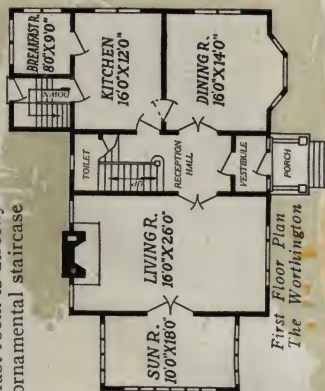 ornamental staircase
BREAKFAST R.
8'0"X9'0"
DOWN
KITCHEN
16'0"X12'0"
DINING R.
16'0"X14'0"
TOILET
UP
RECEPTION
HALL
VESTIBULE
PORCH
LIVING R.
16'0"X26'0"
SUN R.
10'0"X18'0"
First Floor Plan
The Worthington